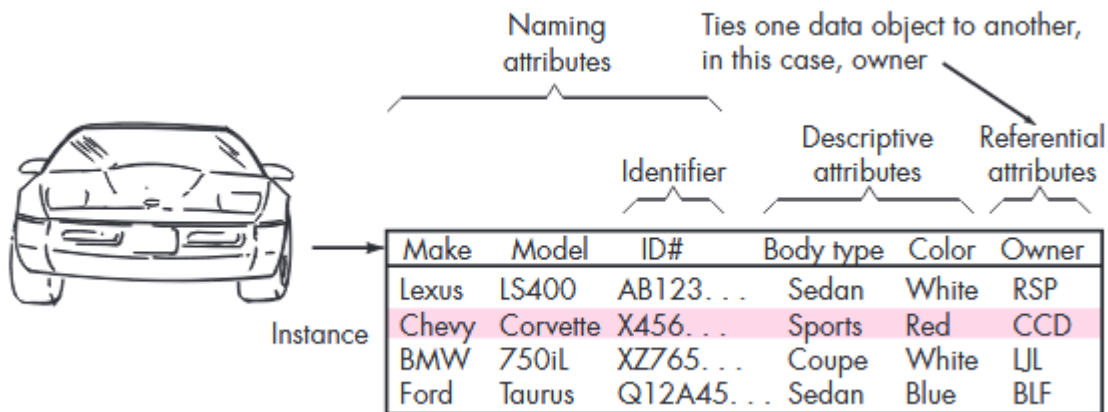 Naming
attributes
Ties one data object to another,
in this case, owner
Identifier
Descriptive
attributes
Referential
attributes
Make Model ID# Body type Color Owner
Lexus LS400 AB123. . . Sedan White RSP
Instance
Chevy Corvette X456. . . Sports Red CCD
BMW 750iL XZ765. . . Coupe White LJL
Ford Taurus Q12A45. . . Sedan Blue BLF